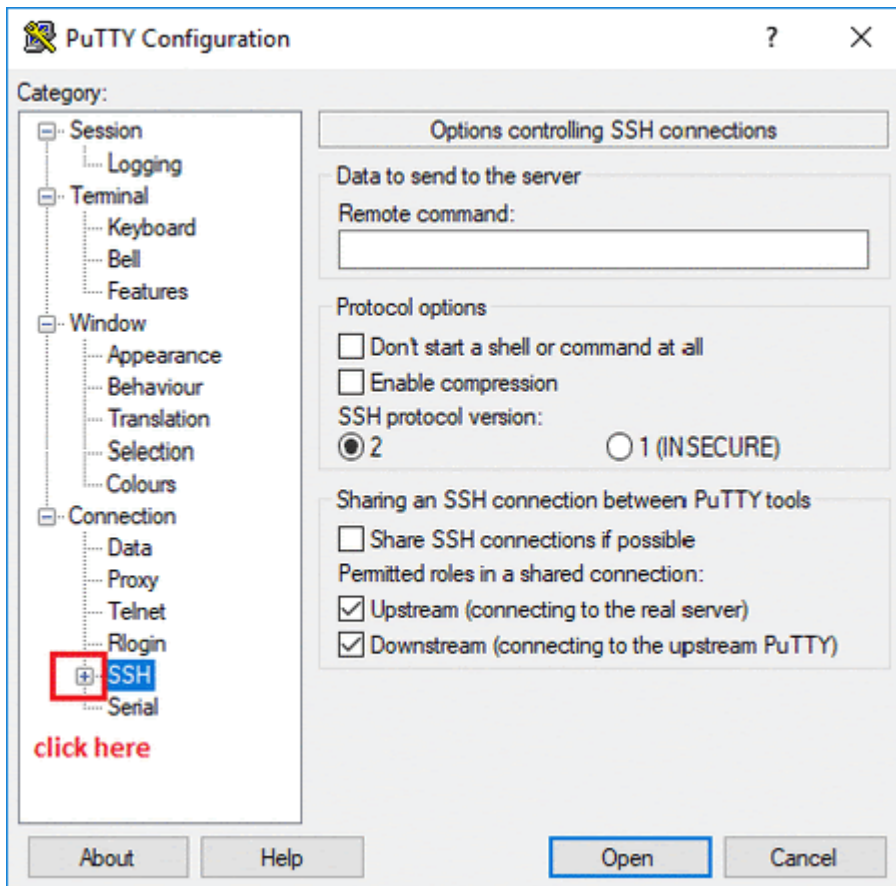 PuTTY Configuration
?
Category:
Session
Logging
Terminal
Keyboard
Bell
Features
Window
Appearance
Behaviour
Translation
Selection
Colours
Connection
Data
Proxy
Telnet
Rlogin
SSH
Serial
click here
Options controlling SSH connections
Data to send to the server
Remote command:
Protocol options
Don't start a shell or command at all
Enable compression
SSH protocol version:
2 1 (INSECURE)
Sharing an SSH connection between PuTTY tools
Share SSH connections if possible
Permitted roles in a shared connection:
Upstream (connecting to the real server)
Downstream (connecting to the upstream PuTTY)
About Help Open Cancel